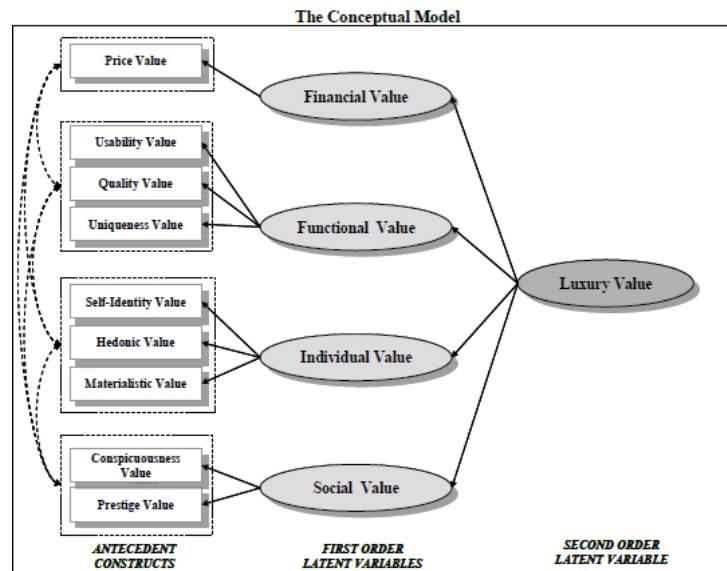 The Conceptual Model
Price Value
Financial Value
Usability Value
Quality Value
Uniqueness Value
Functional Value
Luxury Value
Self-Identity Value
Hedonic Value
Materialistic Value
Individual Value
Conspicuousness
Value
Prestige Value
Social Value
ANTECEDENT
CONSTRUCTS
FIRST ORDER
LATENT VARIABLES
SECOND ORDER
LATENT VARIABLE